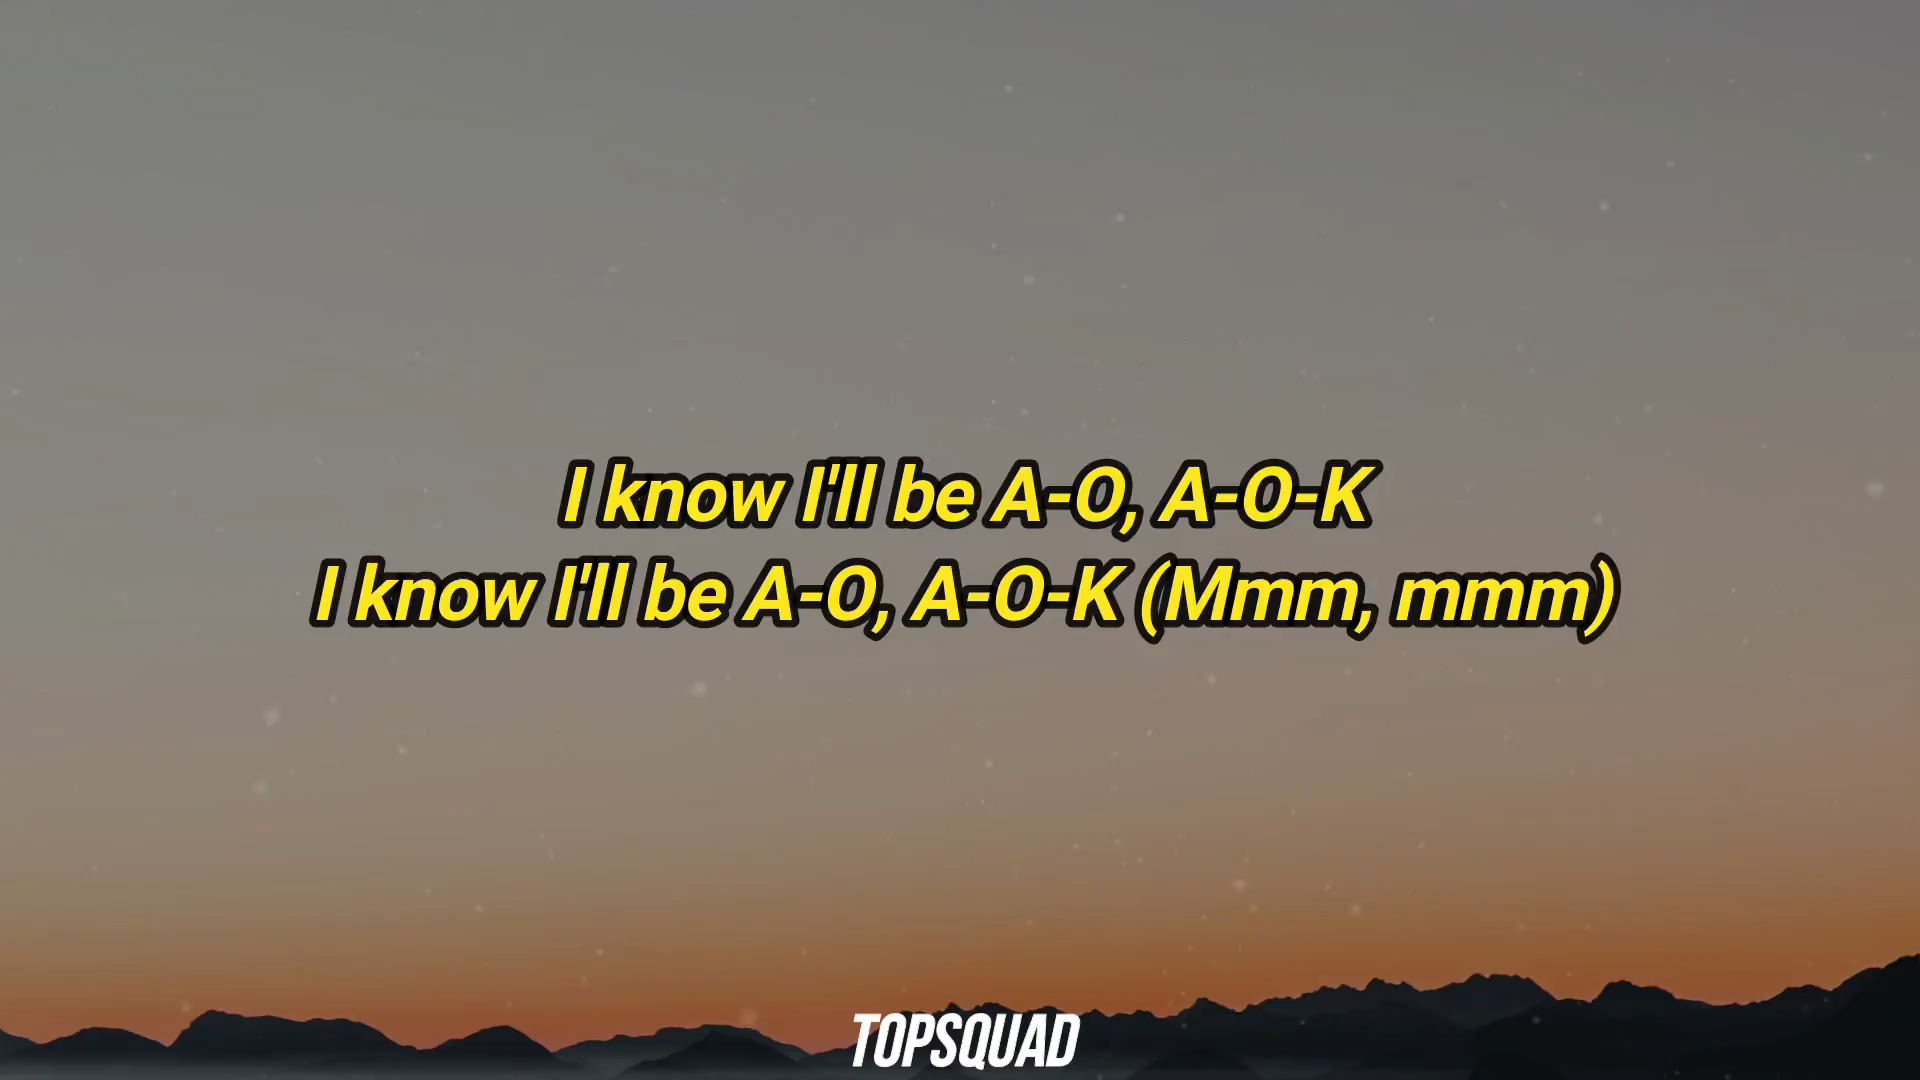 I know I'll be A-O, A-O-K
I know I'll be A-O, A-O-K (Mmm, mmm)
TOPSQUAD